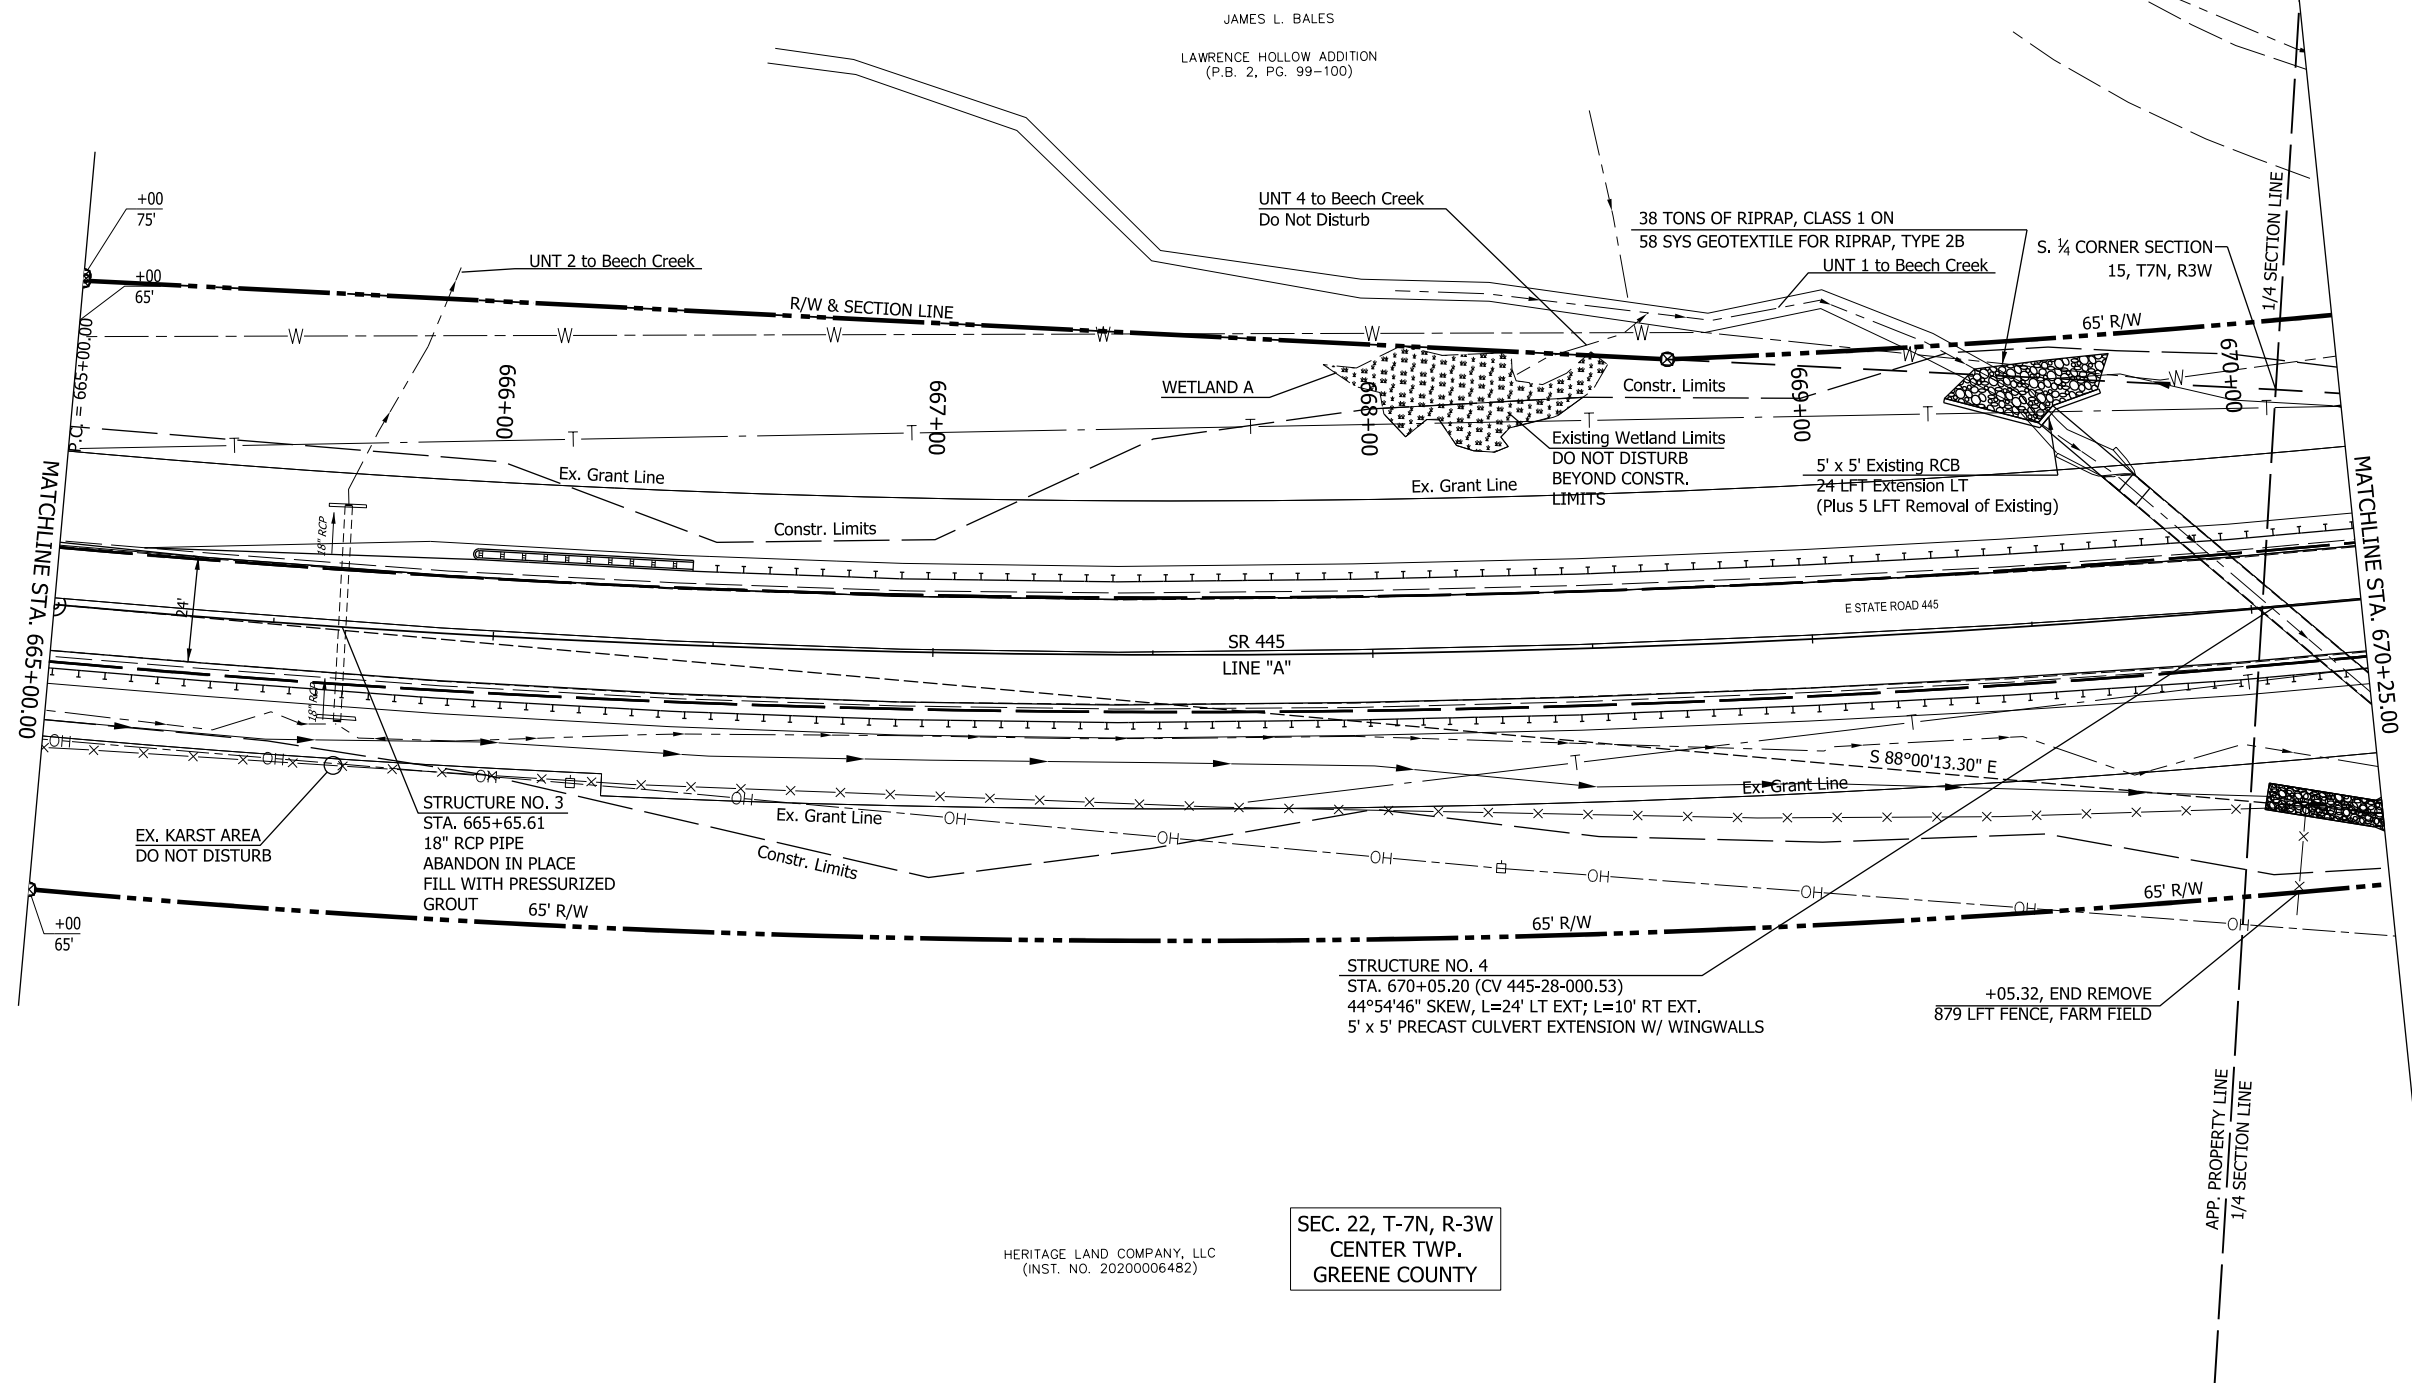 JAMES L. BALES
LAWRENCE HOLLOW ADDITION
(P.B. 2, PG. 99-100)
+00
75'
+00
65'
P.C. = 665+00.00
UNT 2 to Beech Creek
R/W & SECTION LINE
UNT 4 to Beech Creek
Do Not Disturb
38 TONS OF RIPRAP, CLASS 1 ON
58 SYS GEOTEXTILE FOR RIPRAP, TYPE 2B
UNT 1 to Beech Creek
S. ¼ CORNER SECTION
15, T7N, R3W
1/4 SECTION LINE
65' R/W
W W W W W W W W
666+00
667+00
668+00
669+00
670+00
WETLAND A
Constr. Limits
T T T T T T T
Existing Wetland Limits
DO NOT DISTURB
BEYOND CONSTR.
LIMITS
5' x 5' Existing RCB
24 LFT Extension LT
(Plus 5 LFT Removal of Existing)
Ex. Grant Line
Ex. Grant Line
Constr. Limits
MATCHLINE STA. 665+00.00
MATCHLINE STA. 670+25.00
18" RCP
24'
E STATE ROAD 445
SR 445
LINE "A"
18" RCP
T T T
S 88°00'13.30" E
Ex. Grant Line
Ex. Grant Line
OH OH OH OH OH OH OH OH OH OH OH
EX. KARST AREA
DO NOT DISTURB
STRUCTURE NO. 3
STA. 665+65.61
18" RCP PIPE
ABANDON IN PLACE
FILL WITH PRESSURIZED
GROUT
Constr. Limits
65' R/W
65' R/W
65' R/W
+00
65'
STRUCTURE NO. 4
STA. 670+05.20 (CV 445-28-000.53)
44°54'46" SKEW, L=24' LT EXT; L=10' RT EXT.
5' x 5' PRECAST CULVERT EXTENSION W/ WINGWALLS
+05.32, END REMOVE
879 LFT FENCE, FARM FIELD
APP. PROPERTY LINE
1/4 SECTION LINE
HERITAGE LAND COMPANY, LLC
(INST. NO. 20200006482)
SEC. 22, T-7N, R-3W
CENTER TWP.
GREENE COUNTY